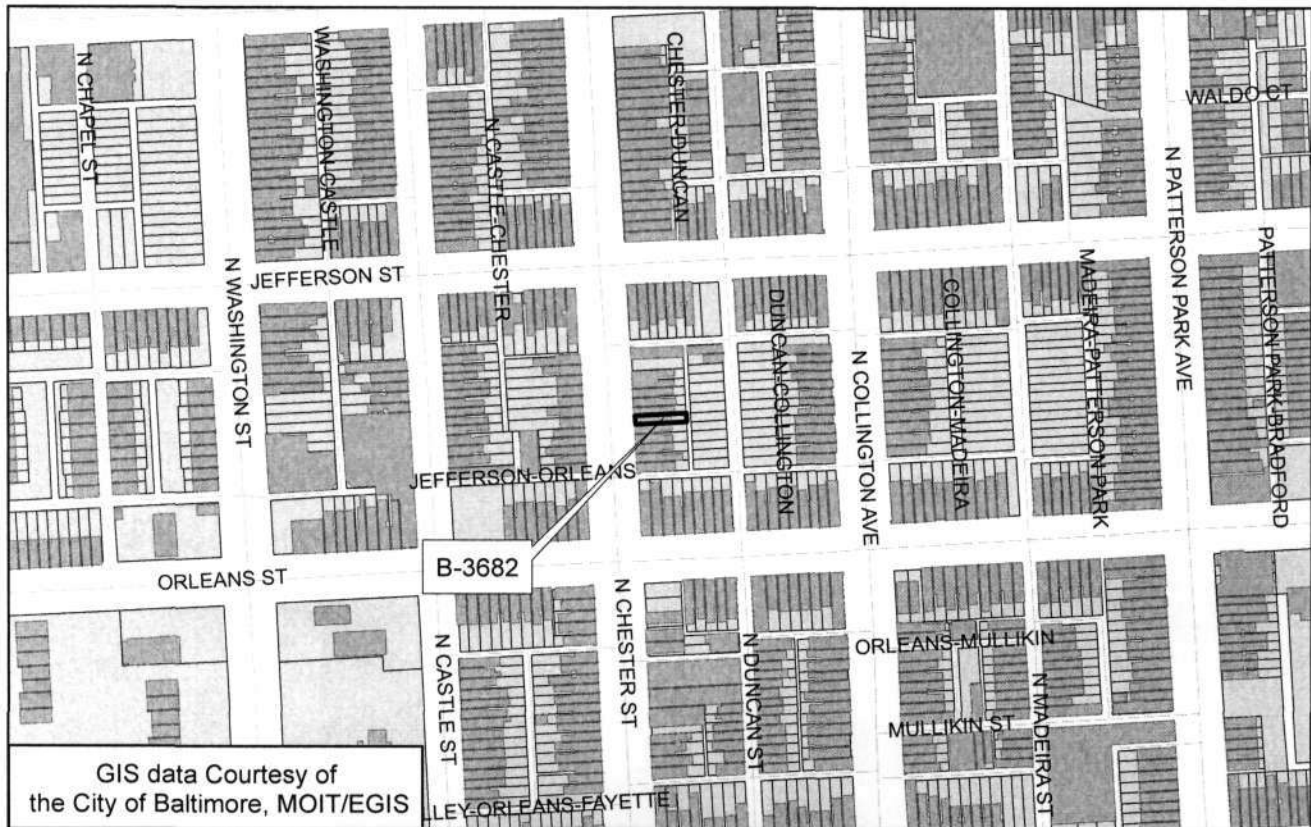 N CHAPEL ST
WASHINGTON-CASTLE
N CASTLE-CHESTER
CHESTER-DUNCAN
WALDO CT
N PATTERSON PARK AVE
N WASHINGTON ST
JEFFERSON ST
DUNCAN-COLLINGTON
COLLINGTON-MADEIRA
MADEIRA-PATTERSON PARK
PATTERSON PARK-BRADFORD
N COLLINGTON AVE
JEFFERSON-ORLEANS
B-3682
ORLEANS ST
N CASTLE ST
N CHESTER ST
N DUNCAN ST
ORLEANS-MULLIKIN
MULLIKIN ST
N MADEIRA ST
GIS data Courtesy of
the City of Baltimore, MOIT/EGIS
LLEY-ORLEANS-FAYETTE